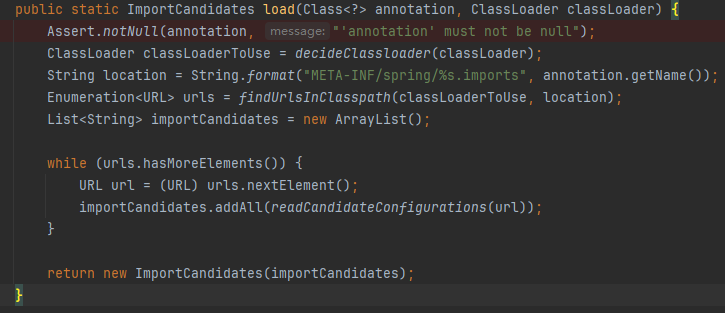 public static ImportCandidates load(Class<?> annotation, ClassLoader classLoader) {
    Assert.notNull(annotation, message: "'annotation' must not be null");
    ClassLoader classLoaderToUse = decideClassloader(classLoader);
    String location = String.format("META-INF/spring/%s.imports", annotation.getName());
    Enumeration<URL> urls = findUrlsInClasspath(classLoaderToUse, location);
    List<String> importCandidates = new ArrayList();

    while (urls.hasMoreElements()) {
        URL url = (URL) urls.nextElement();
        importCandidates.addAll(readCandidateConfigurations(url));
    }

    return new ImportCandidates(importCandidates);
}